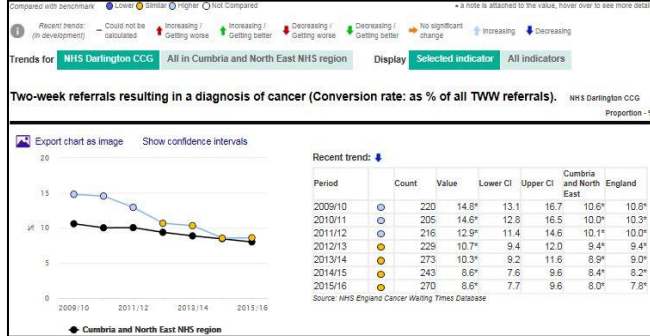 Compared with benchmark Lower Similar Higher Not Compared
• a note is attached to the value, hover over to see more detai
Recent trends: (in development) – Could not be calculated Increasing / Getting worse Increasing / Getting better Decreasing / Getting worse Decreasing / Getting better No significant change Increasing Decreasing
Trends for NHS Darlington CCG All in Cumbria and North East NHS region Display Selected indicator All indicators
Two-week referrals resulting in a diagnosis of cancer (Conversion rate: as % of all TWW referrals). NHS Darlington CCG
Proportion - %
Export chart as image Show confidence intervals
20
15
10
5
0
%
2009/10 2011/12 2013/14 2015/16
Cumbria and North East NHS region
Recent trend:
Period Count Value Lower CI Upper CI Cumbria and North East England
2009/10 220 14.8* 13.1 16.7 10.6* 10.8*
2010/11 205 14.6* 12.8 16.5 10.0* 10.3*
2011/12 216 12.9* 11.4 14.6 10.1* 10.0*
2012/13 229 10.7* 9.4 12.0 9.4* 9.4*
2013/14 273 10.3* 9.2 11.6 8.9* 9.0*
2014/15 243 8.6* 7.6 9.6 8.4* 8.2*
2015/16 270 8.6* 7.7 9.6 8.0* 7.8*
Source: NHS England Cancer Waiting Times Database